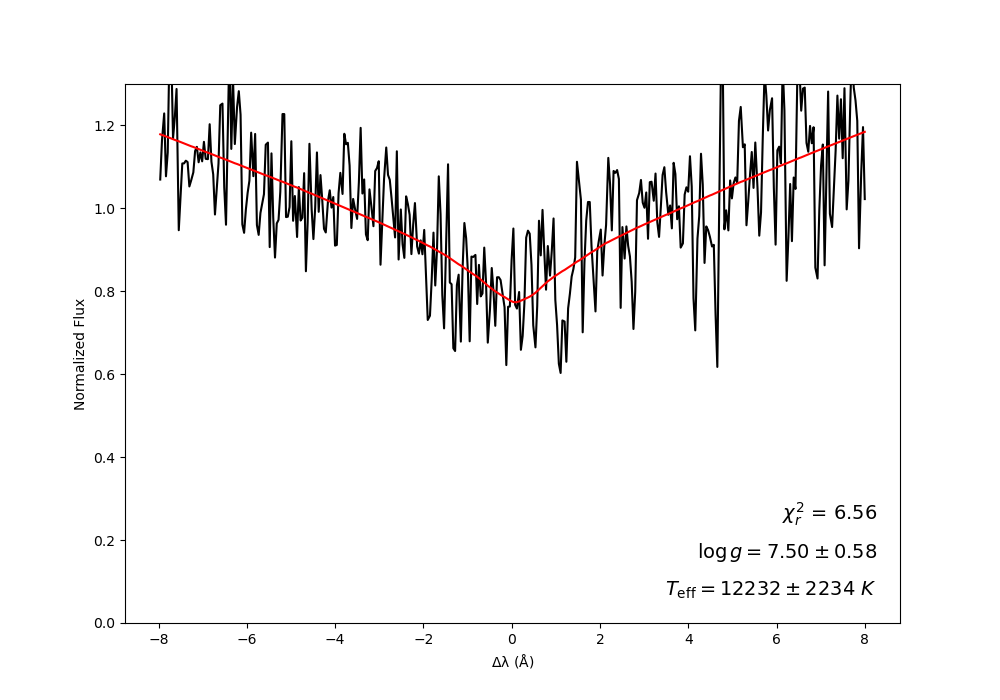 1.2
1.0
0.8
0.6
0.4
0.2
0.0
Normalized Flux
χ²ᵣ = 6.56
log g = 7.50 ± 0.58
T_eff = 12232 ± 2234 K
−8 −6 −4 −2 0 2 4 6 8
Δλ (Å)